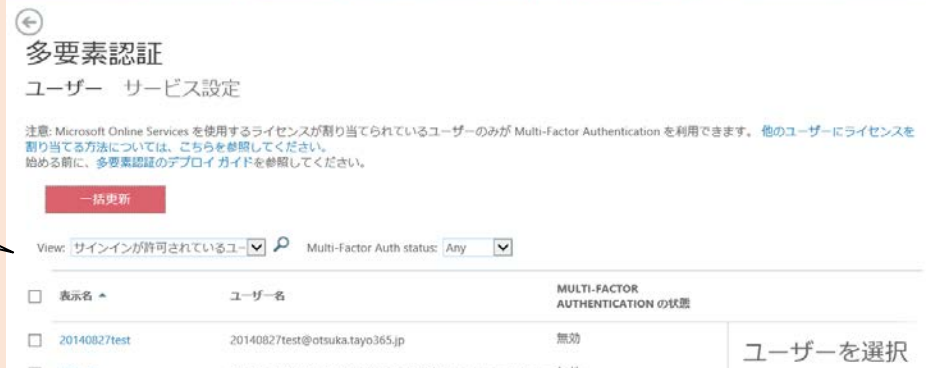 多要素認証
ユーザー サービス設定
注意: Microsoft Online Services を使用するライセンスが割り当てられているユーザーのみが Multi-Factor Authentication を利用できます。 他のユーザーにライセンスを
割り当てる方法については、こちらを参照してください。
始める前に、多要素認証のデプロイ ガイドを参照してください。
一括更新
View: サインインが許可されているユー Multi-Factor Auth status: Any
表示名 ユーザー名 MULTI-FACTOR
AUTHENTICATION の状態
20140827test 20140827test@otsuka.tayo365.jp 無効
ユーザーを選択